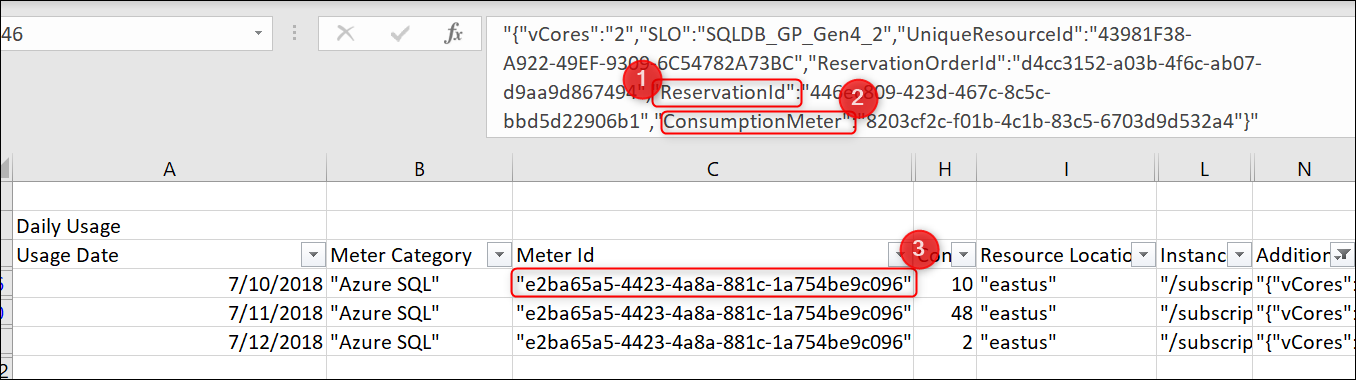 46
fx
"{"vCores":"2","SLO":"SQLDB_GP_Gen4_2","UniqueResourceId":"43981F38-
A922-49EF-9309-6C54782A73BC","ReservationOrderId":"d4cc3152-a03b-4f6c-ab07-
1
d9aa9d867494","ReservationId":"446 809-423d-467c-8c5c-
2
bbd5d22906b1","ConsumptionMeter":"8203cf2c-f01b-4c1b-83c5-6703d9d532a4"}"
A B C H I L N
Daily Usage
3
Usage Date Meter Category Meter Id Con Resource Locatio Instanc Addition
7/10/2018 "Azure SQL" "e2ba65a5-4423-4a8a-881c-1a754be9c096" 10 "eastus" "/subscrip "{"vCores":
7/11/2018 "Azure SQL" "e2ba65a5-4423-4a8a-881c-1a754be9c096" 48 "eastus" "/subscrip "{"vCores":
7/12/2018 "Azure SQL" "e2ba65a5-4423-4a8a-881c-1a754be9c096" 2 "eastus" "/subscrip "{"vCores":
2